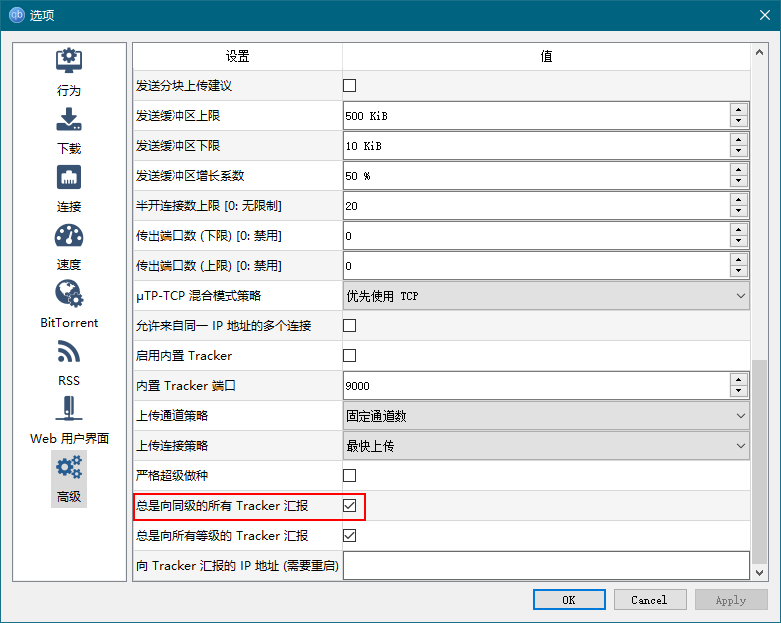 qb 选项
行为
下载
连接
速度
BitTorrent
RSS
Web 用户界面
高级
设置 值
发送分块上传建议
发送缓冲区上限 500 KiB
发送缓冲区下限 10 KiB
发送缓冲区增长系数 50 %
半开连接数上限 [0: 无限制] 20
传出端口数 (下限) [0: 禁用] 0
传出端口数 (上限) [0: 禁用] 0
μTP-TCP 混合模式策略 优先使用 TCP
允许来自同一 IP 地址的多个连接
启用内置 Tracker
内置 Tracker 端口 9000
上传通道策略 固定通道数
上传连接策略 最快上传
严格超级做种
总是向同级的所有 Tracker 汇报
总是向所有等级的 Tracker 汇报
向 Tracker 汇报的 IP 地址 (需要重启)
OK Cancel Apply